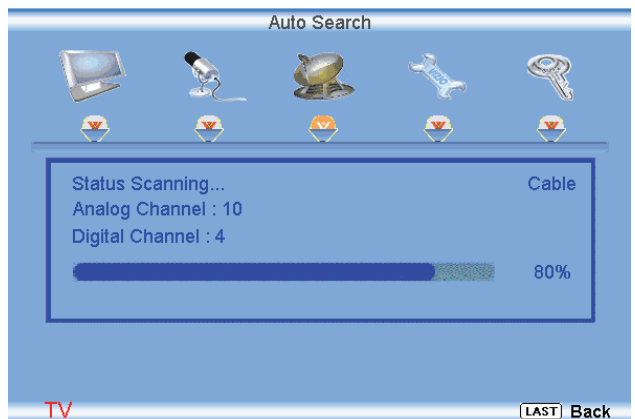 Auto Search
Status Scanning... Cable
Analog Channel : 10
Digital Channel : 4
80%
TV LAST Back